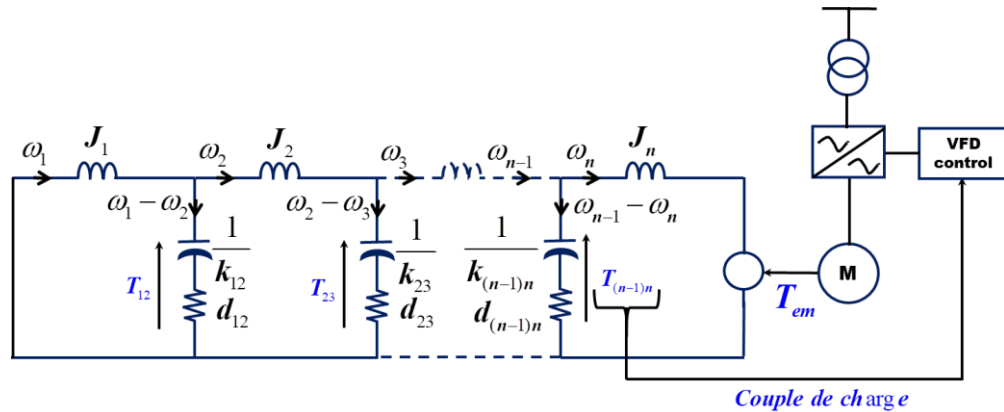 ω₁ J₁ ω₂ J₂ ω₃ ωₙ₋₁ ωₙ Jₙ
VFD
control
ω₁ − ω₂ ω₂ − ω₃ ωₙ₋₁ − ωₙ
T₁₂ 1/k₁₂ T₂₃ 1/k₂₃ 1/k₍ₙ₋₁₎ₙ T₍ₙ₋₁₎ₙ
d₁₂ d₂₃ d₍ₙ₋₁₎ₙ
M
T_em
Couple de charge